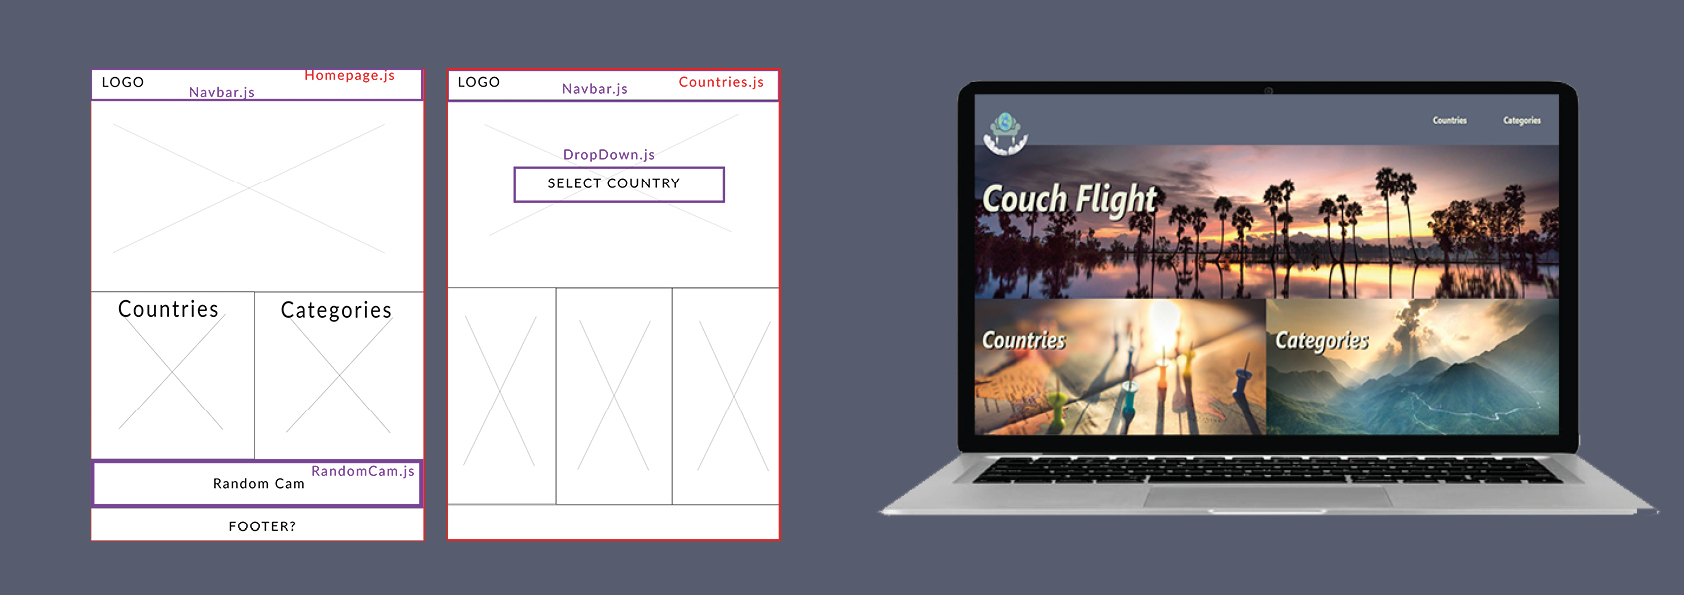 LOGO
Homepage.js
Navbar.js
Countries
Categories
RandomCam.js
Random Cam
FOOTER?
LOGO
Navbar.js
Countries.js
DropDown.js
SELECT COUNTRY
Countries
Categories
Couch Flight
Countries
Categories